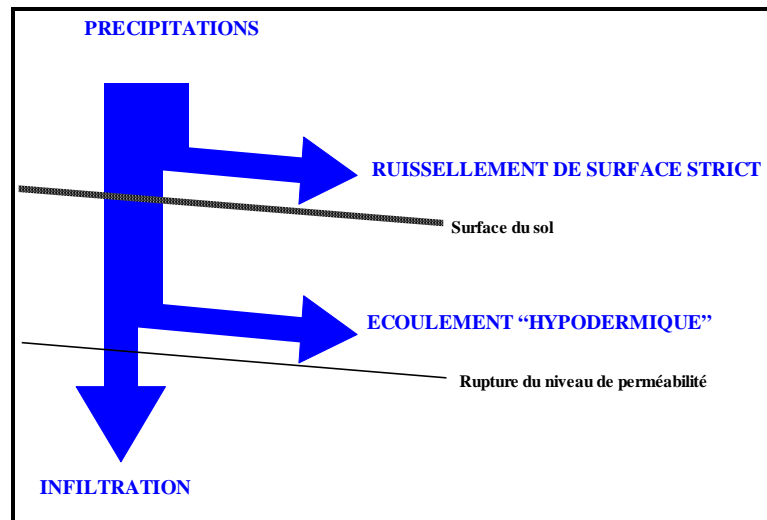 PRECIPITATIONS
RUISSELLEMENT DE SURFACE STRICT
Surface du sol
ECOULEMENT “HYPODERMIQUE”
Rupture du niveau de perméabilité
INFILTRATION